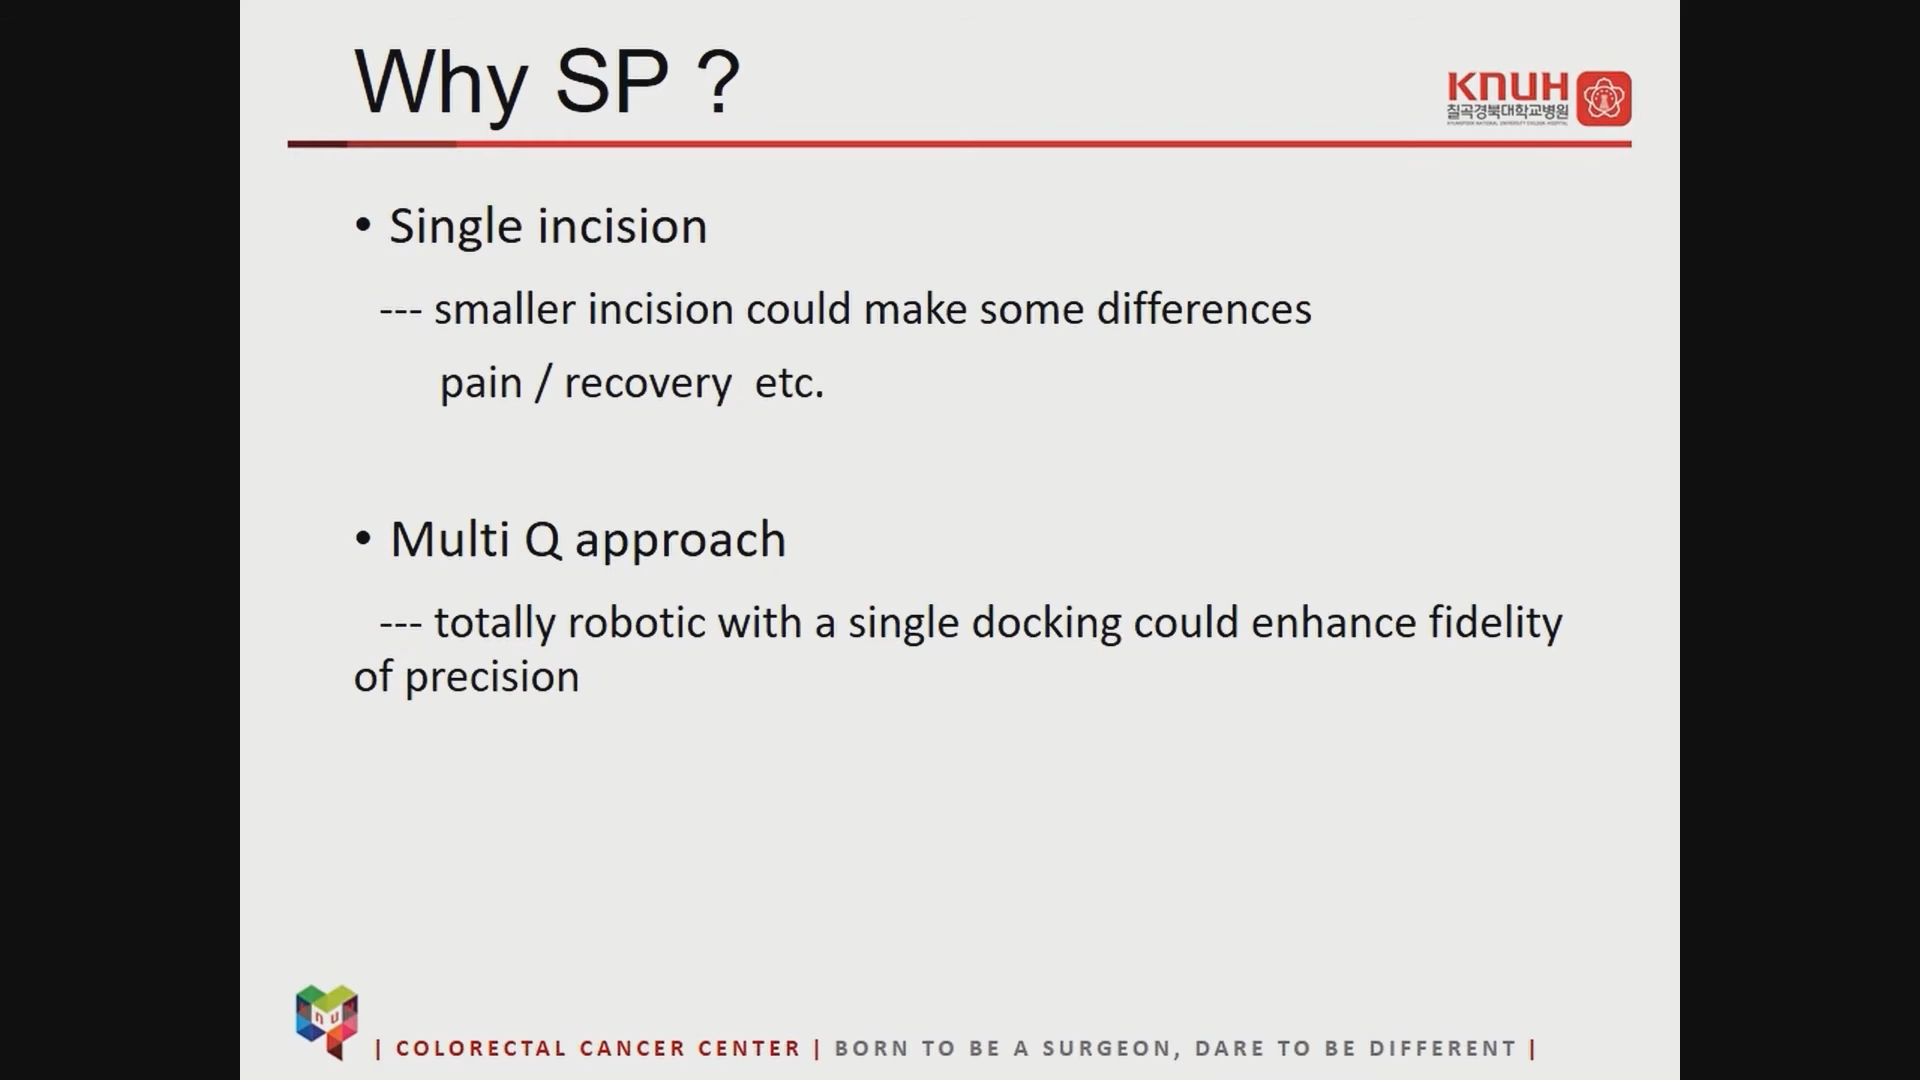 Why SP ?
KNUH
칠곡경북대학교병원
• Single incision
--- smaller incision could make some differences
pain / recovery etc.
• Multi Q approach
--- totally robotic with a single docking could enhance fidelity
of precision
| COLORECTAL CANCER CENTER | BORN TO BE A SURGEON, DARE TO BE DIFFERENT |